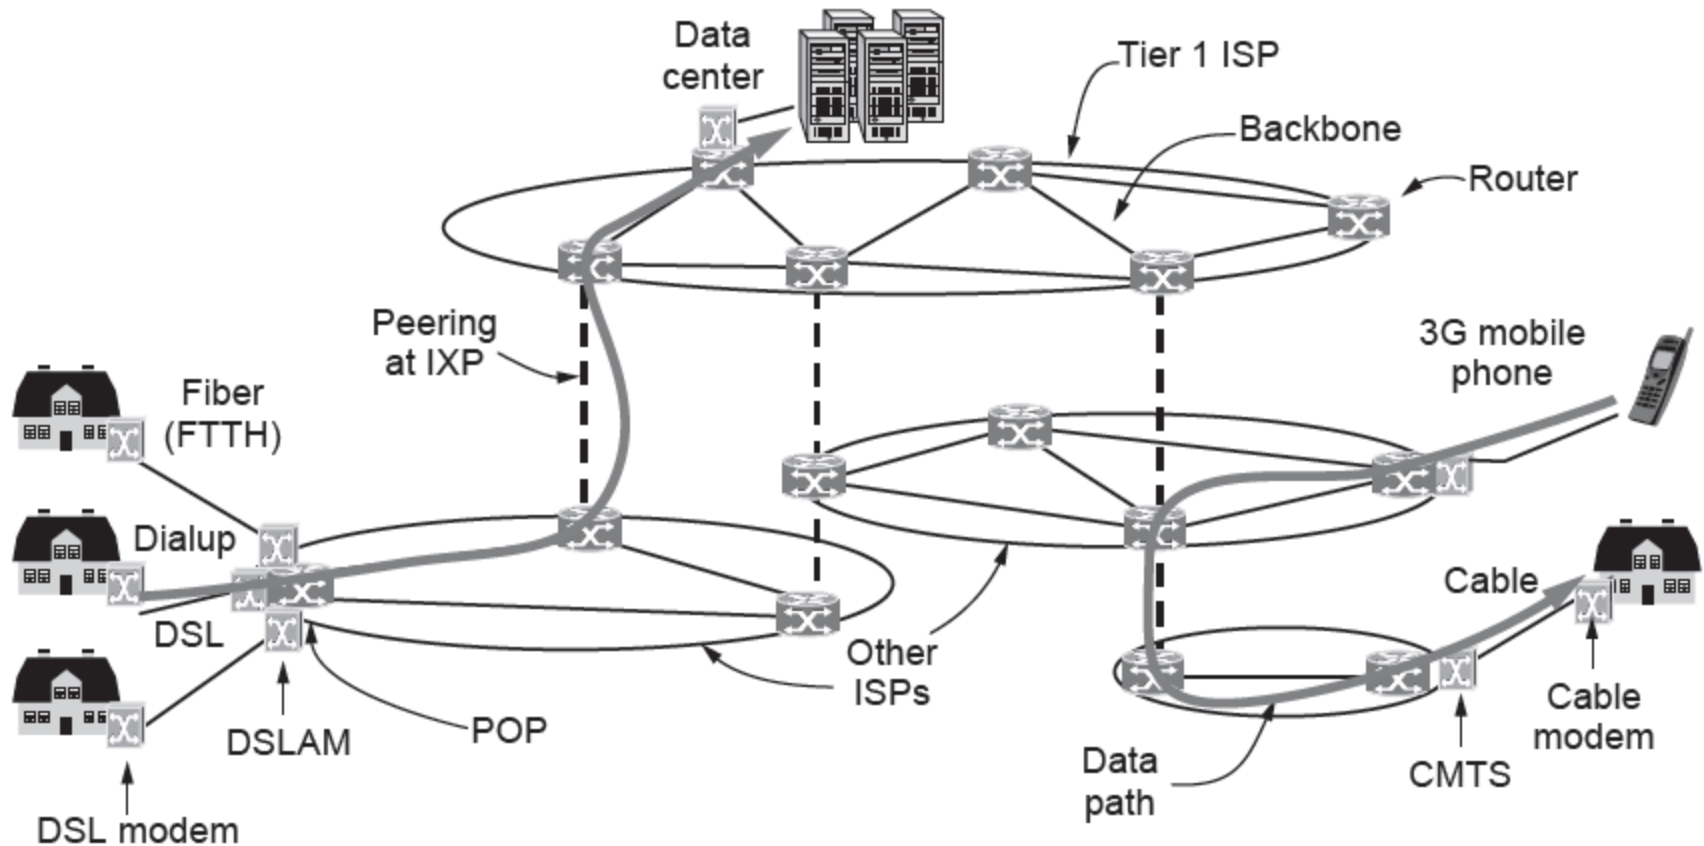 Data
center
Tier 1 ISP
Backbone
Router
Peering
at IXP
3G mobile
phone
Fiber
(FTTH)
Dialup
DSL
Cable
Other
ISPs
POP
DSLAM
Cable
modem
Data
path
CMTS
DSL modem